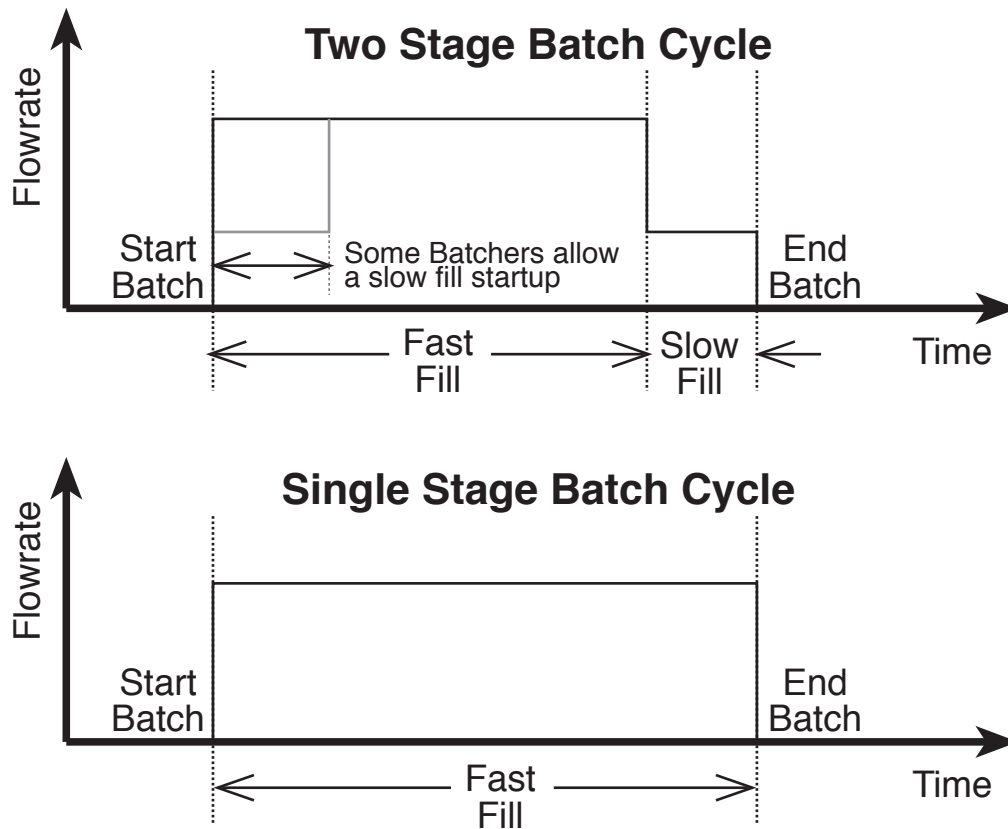 Two Stage Batch Cycle
Flowrate
Start
Batch
Some Batchers allow
a slow fill startup
End
Batch
Fast
Fill
Slow
Fill
Time
Single Stage Batch Cycle
Flowrate
Start
Batch
End
Batch
Fast
Fill
Time